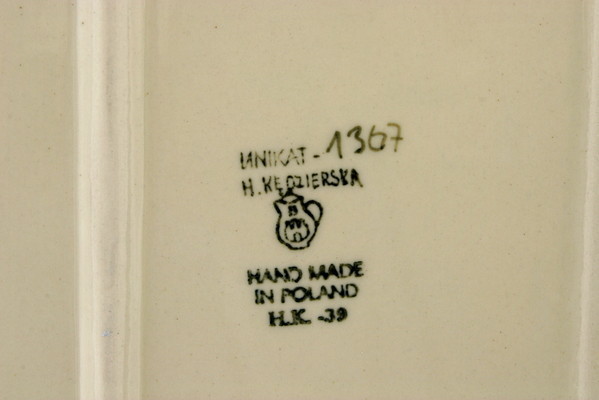 UNIKAT - 1367
H. KĘDZIERSKA
B
HAND MADE
IN POLAND
H.K. -39